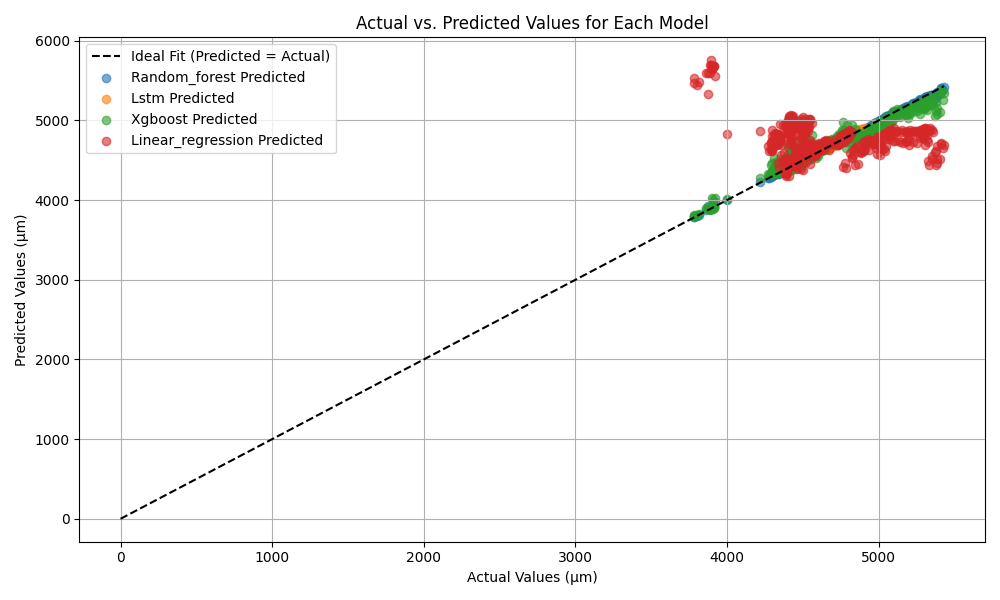 Actual vs. Predicted Values for Each Model
Ideal Fit (Predicted = Actual)
Random_forest Predicted
Lstm Predicted
Xgboost Predicted
Linear_regression Predicted
Predicted Values (μm)
6000
5000
4000
3000
2000
1000
0
0 1000 2000 3000 4000 5000
Actual Values (μm)